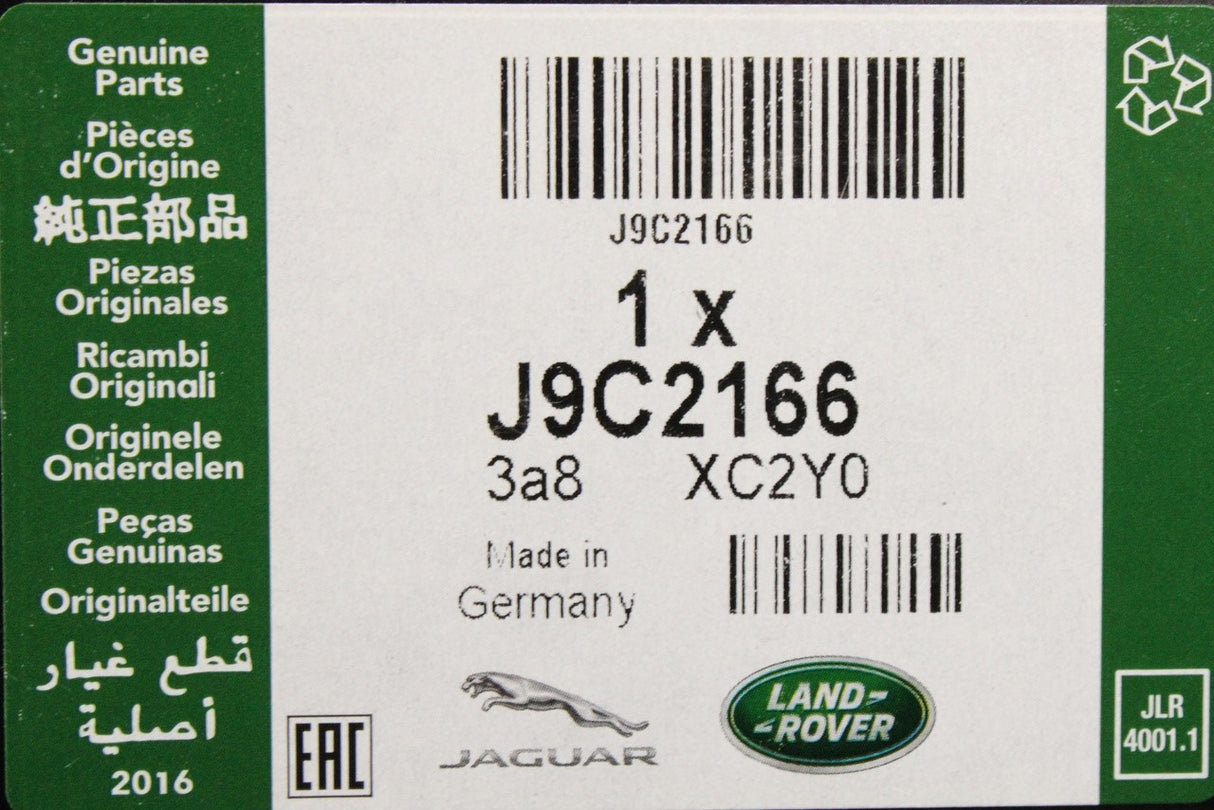 Genuine
Parts
Pièces
d'Origine
純正部品
Piezas
Originales
Ricambi
Originali
Originele
Onderdelen
Peças
Genuinas
Originalteile
قطع غيار
أصلية
2016
J9C2166
1 x
J9C2166
3a8 XC2Y0
Made in
Germany
EAC
JAGUAR
LAND-
-ROVER
JLR
4001.1